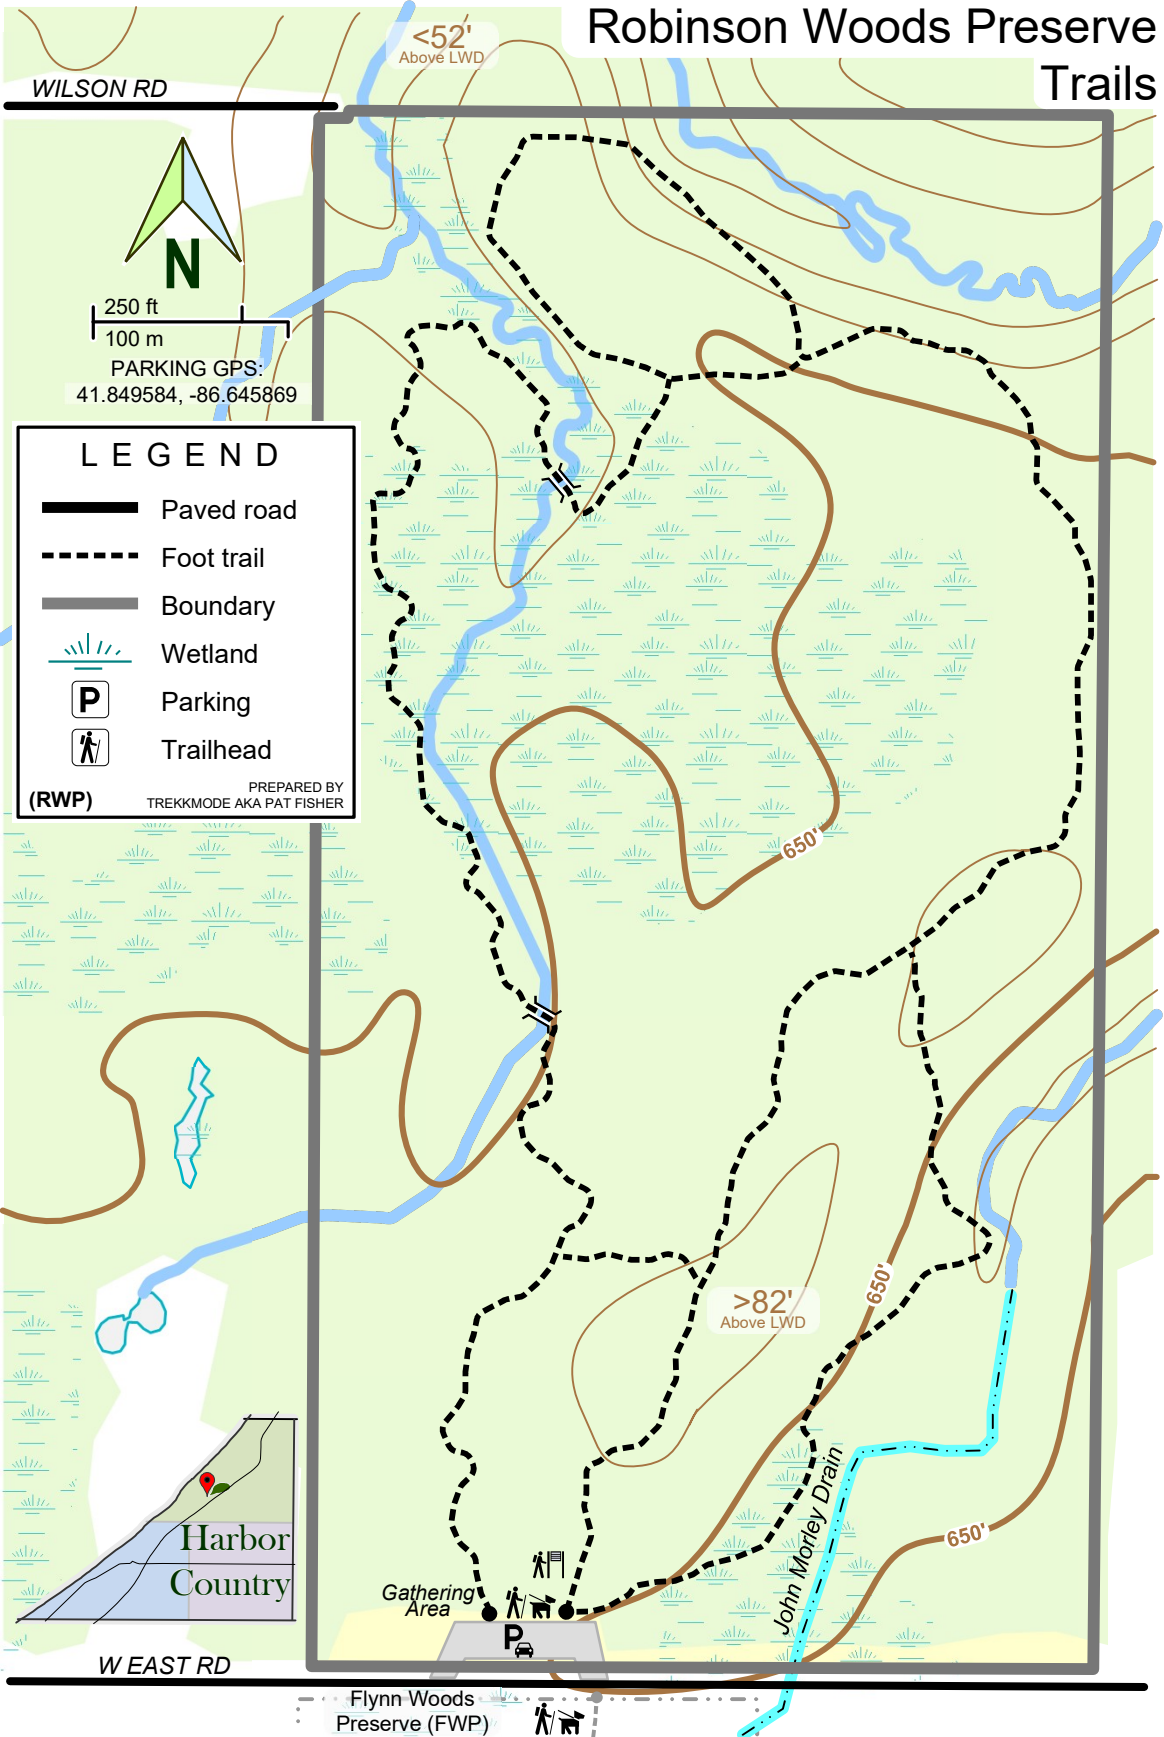 Robinson Woods Preserve
Trails
<52'
Above LWD
WILSON RD
N
250 ft
100 m
PARKING GPS:
41.849584, -86.645869
LEGEND
Paved road
Foot trail
Boundary
Wetland
P Parking
Trailhead
(RWP)
PREPARED BY
TREKKMODE AKA PAT FISHER
650'
>82'
Above LWD
650'
John Morley Drain
650'
Harbor
Country
Gathering
Area
P
W EAST RD
Flynn Woods
Preserve (FWP)